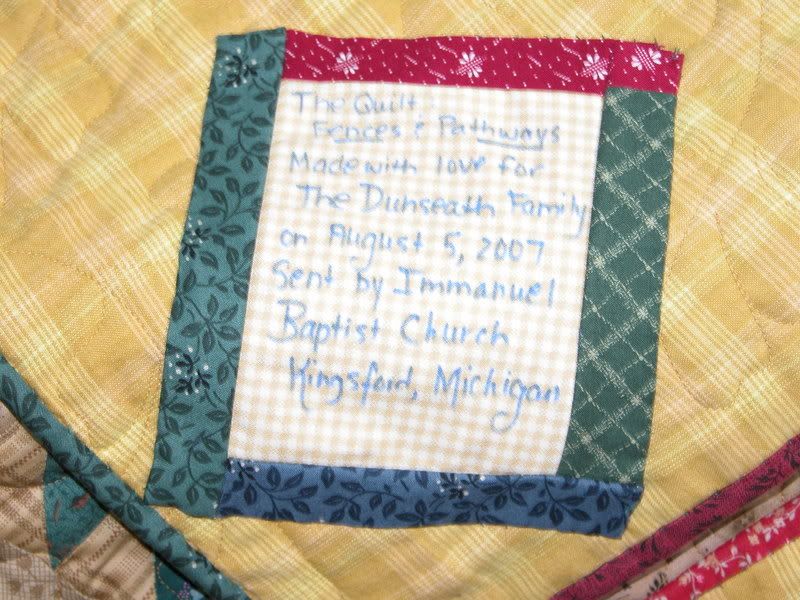 The Quilt
Fences & Pathways
Made with love for
The Dunseath Family
on August 5, 2007
Sent by Immanuel
Baptist Church
Kingsford, Michigan